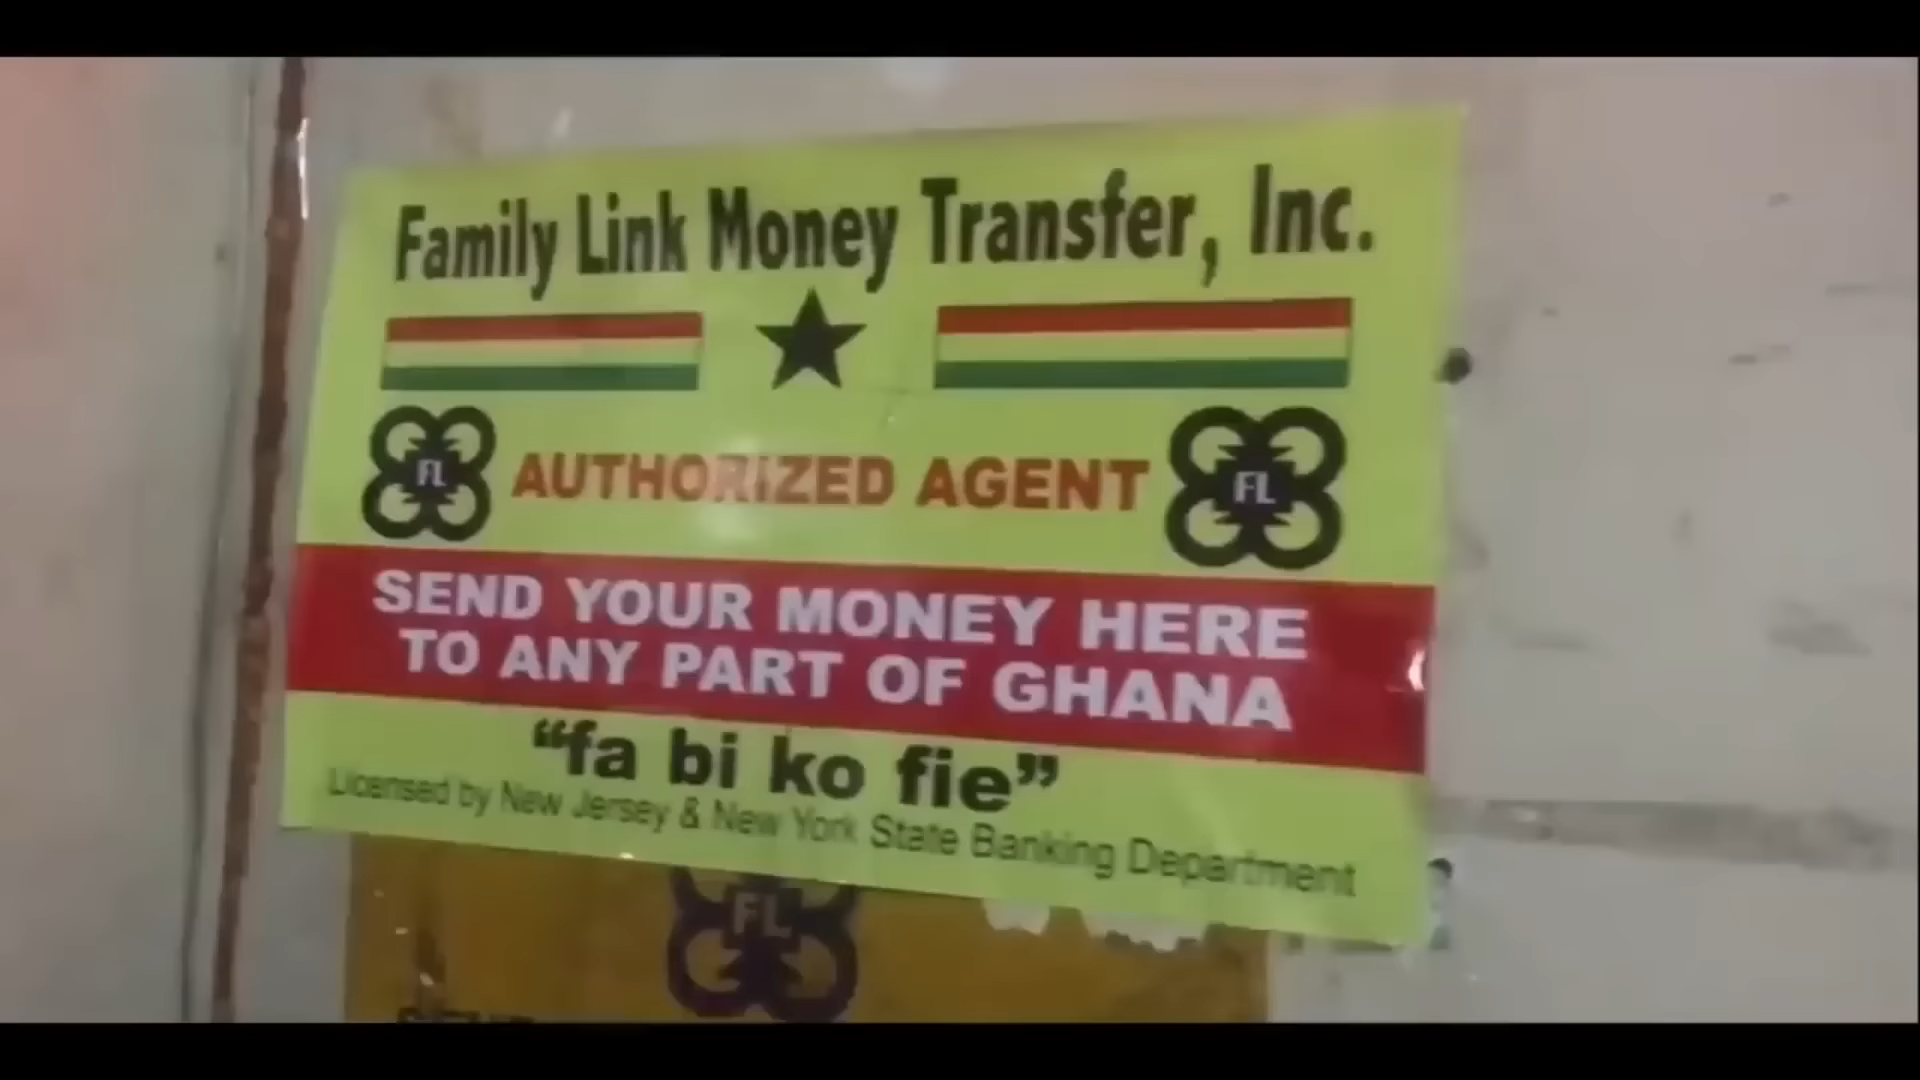 Family Link Money Transfer, Inc.
FL AUTHORIZED AGENT FL
SEND YOUR MONEY HERE
TO ANY PART OF GHANA
“fa bi ko fie”
Licensed by New Jersey & New York State Banking Department
FL